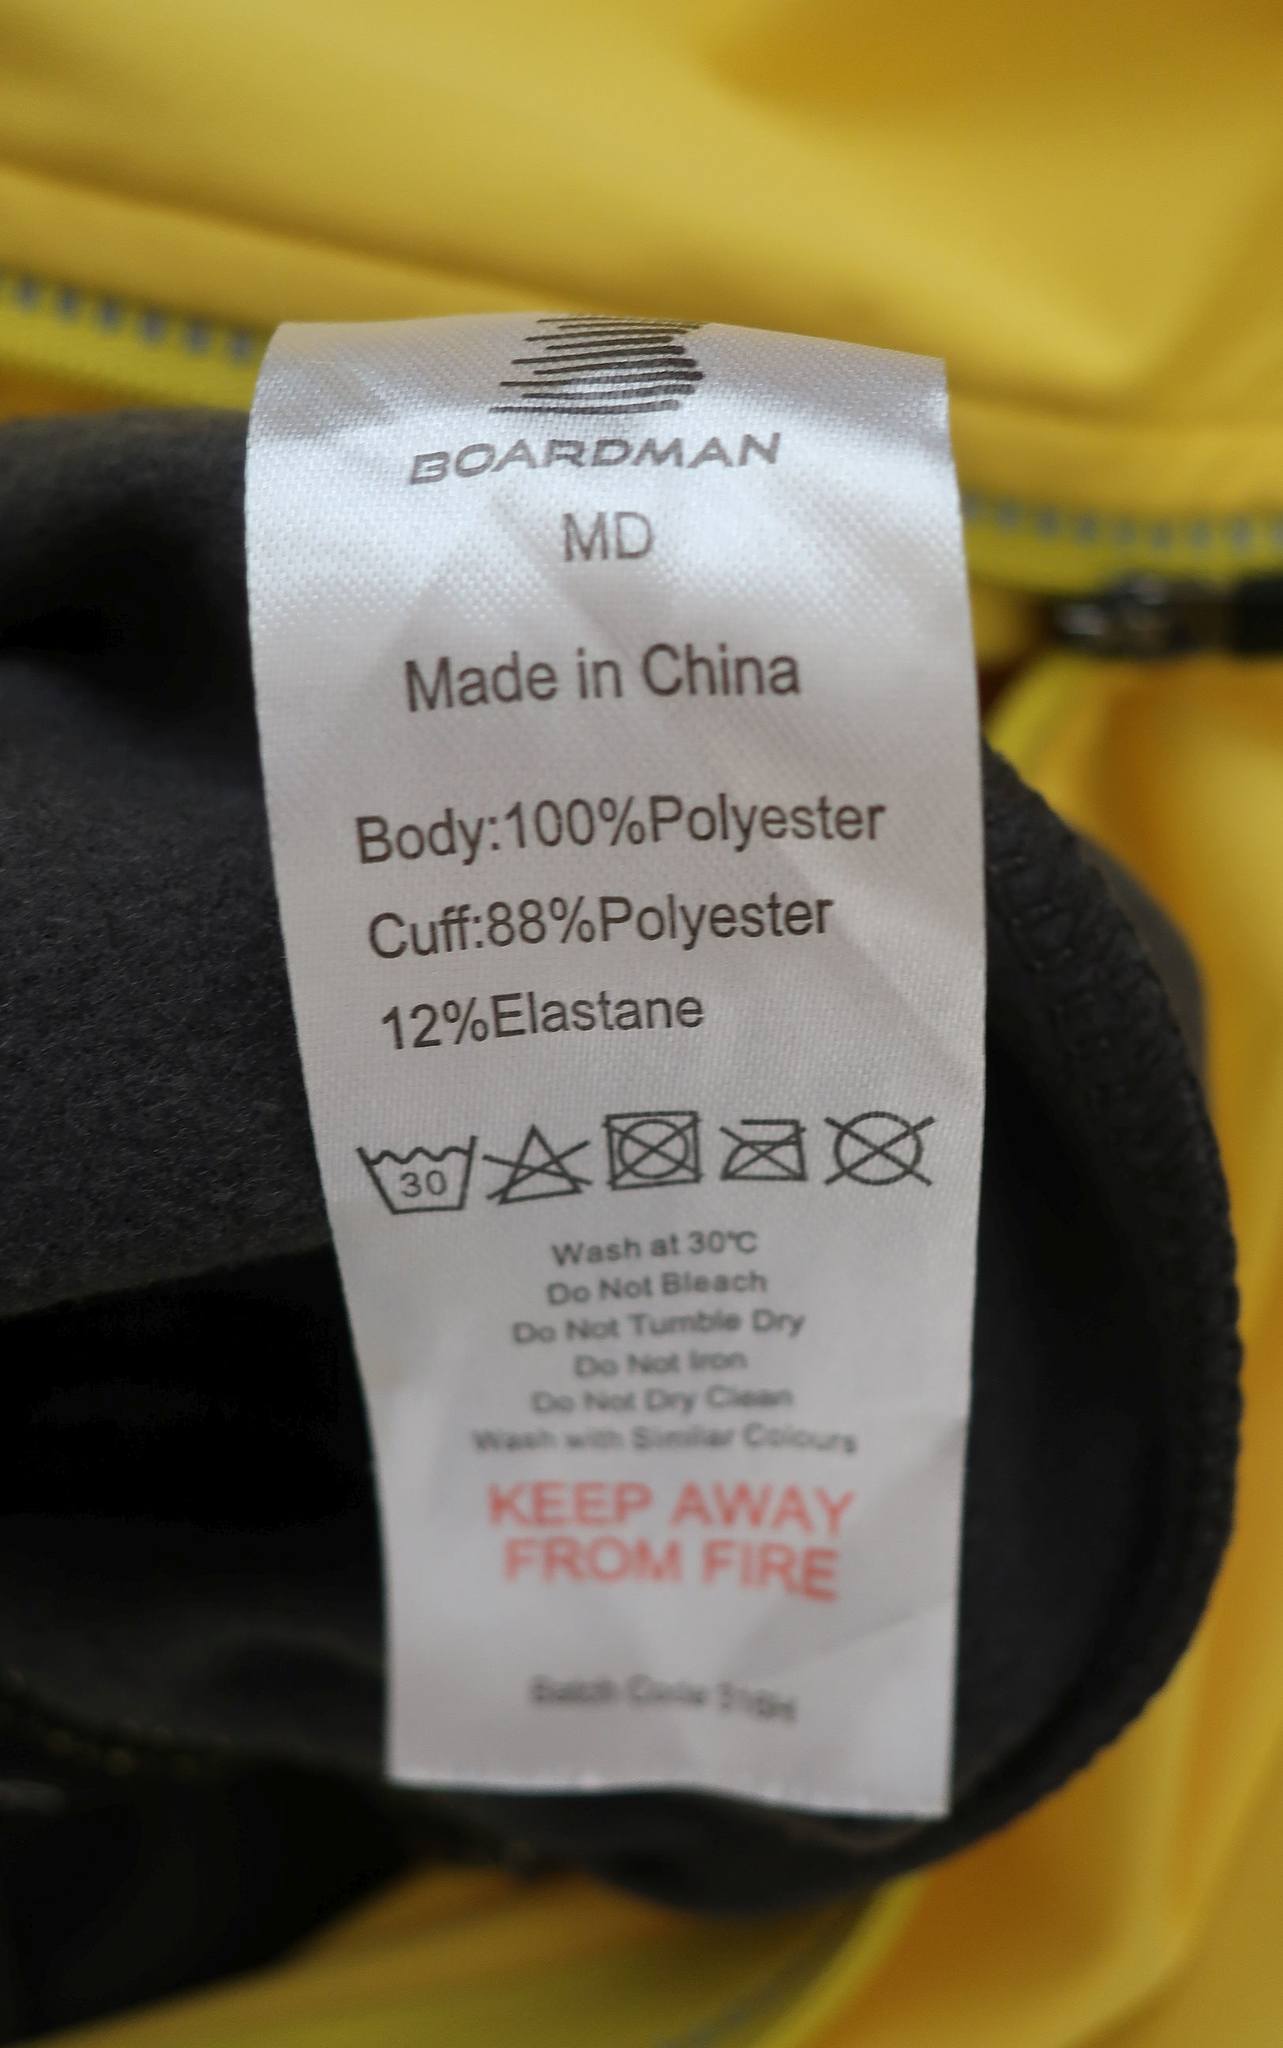 BOARDMAN
MD
Made in China
Body:100%Polyester
Cuff:88%Polyester
12%Elastane
30
Wash at 30°C
Do Not Bleach
Do Not Tumble Dry
Do Not Iron
Do Not Dry Clean
Wash with Similar Colours
KEEP AWAY
FROM FIRE
Batch Code